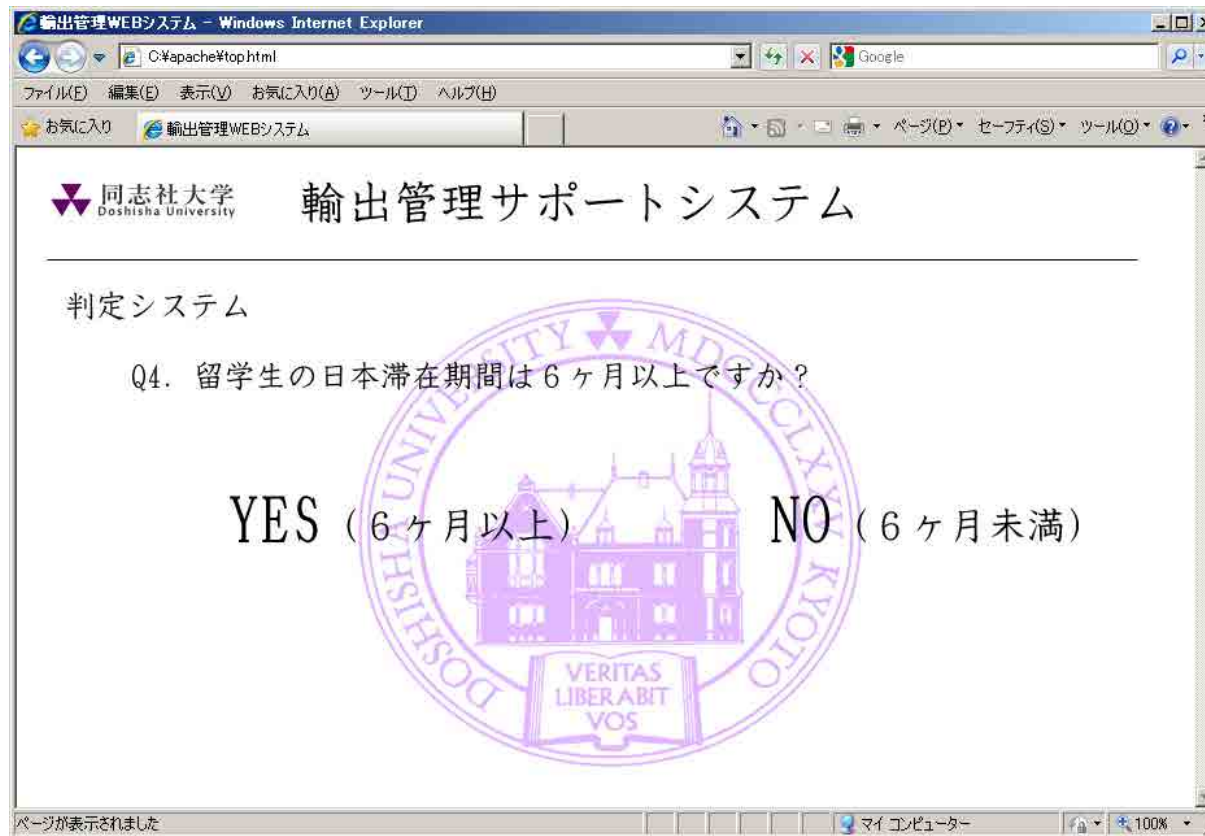 輸出管理WEBシステム - Windows Internet Explorer
C:¥apache¥top.html
Google
ファイル(F) 編集(E) 表示(V) お気に入り(A) ツール(T) ヘルプ(H)
お気に入り 輸出管理WEBシステム ページ(P) セーフティ(S) ツール(O)
同志社大学 輸出管理サポートシステム
Doshisha University
判定システム
Q4. 留学生の日本滞在期間は6ヶ月以上ですか？
YES (6ヶ月以上) NO (6ヶ月未満)
DOSHISHA UNIVERSITY MDCCCLXXV KYOTO
VERITAS
LIBERABIT
VOS
ページが表示されました マイ コンピューター 100%